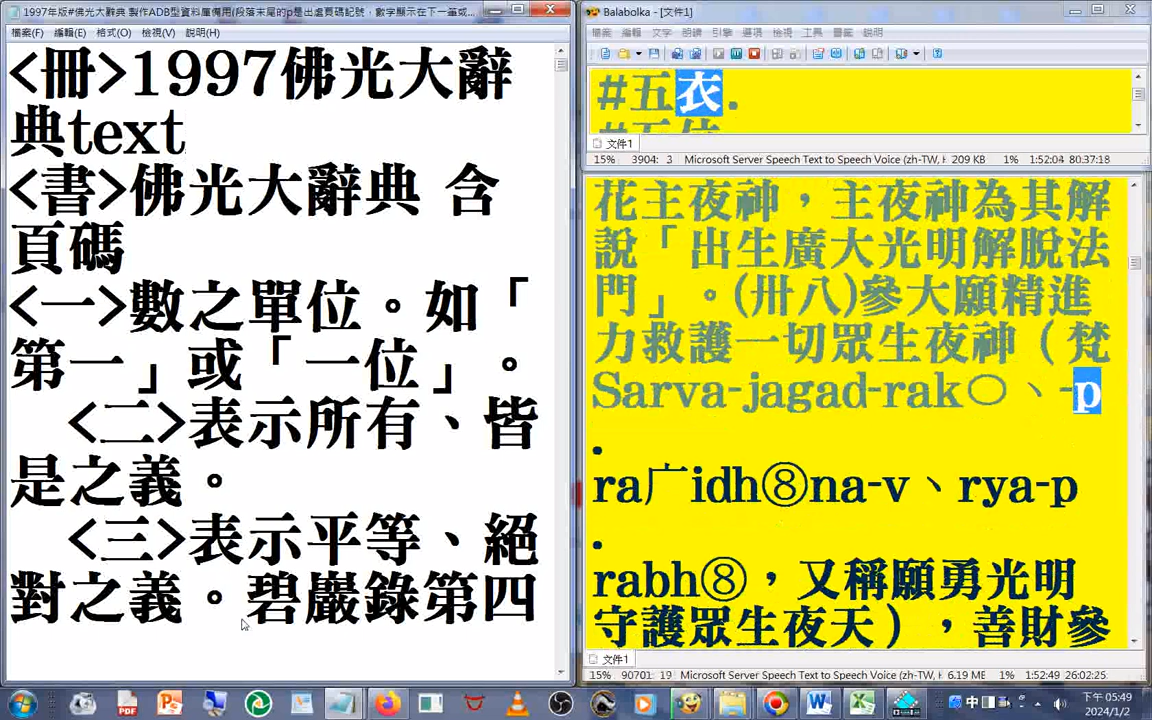 1997年版#佛光大辭典 製作ADB型資料庫備用(段落末尾的p是出處頁碼記號，數字顯示在下一筆或...
檔案(F) 編輯(E) 格式(O) 檢視(V) 說明(H)
<冊>1997佛光大辭
典text
<書>佛光大辭典 含
頁碼
<一>數之單位。如「
第一」或「一位」。
<二>表示所有、皆
是之義。
<三>表示平等、絕
對之義。碧巖錄第四
Balabolka - [文件1]
檔案 編輯 文字 朗讀 引擎 選項 檢視 工具 書籤 說明
#五衣.
文件1
15% 3904: 3 Microsoft Server Speech Text to Speech Voice (zh-TW, H 209 KB 1% 1:52:04 80.37:18
花主夜神，主夜神為其解
說「出生廣大光明解脫法
門」。(卅八)參大願精進
力救護一切眾生夜神（梵
Sarva-jagad-rak〇、-p
.
ra广idh⑧na-v、rya-p
.
rabh⑧，又稱願勇光明
守護眾生夜天），善財參
文件1
15% 90701: 19 Microsoft Server Speech Text to Speech Voice (zh-TW, H 6.19 ME 1% 1:52:49 26:02:25
中
下午 05:49
2024/1/2